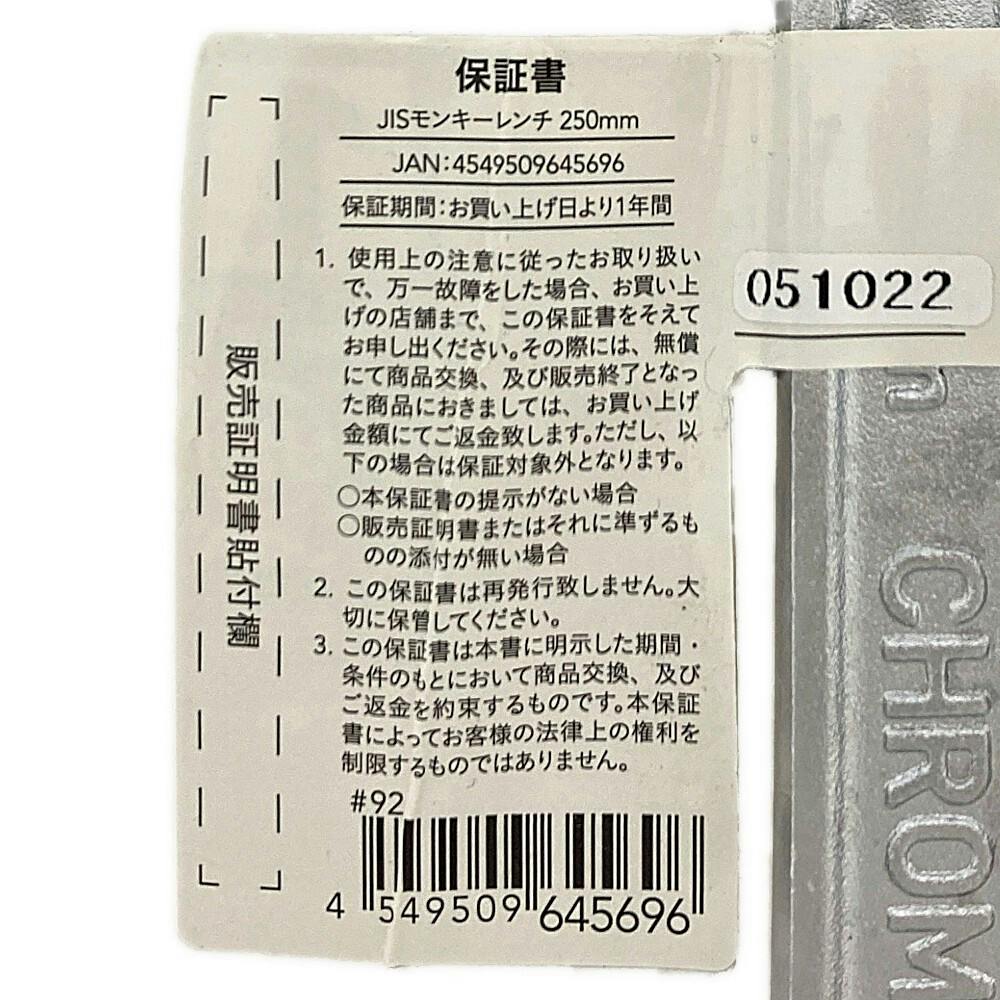 保証書
JISモンキーレンチ 250mm
JAN:4549509645696
保証期間:お買い上げ日より1年間
1. 使用上の注意に従ったお取り扱い
で、万一故障をした場合、お買い上
げの店舗まで、この保証書をそえて
お申し出ください。その際には、無償
にて商品交換、及び販売終了となっ
た商品におきましては、お買い上げ
金額にてご返金致します。ただし、以
下の場合は保証対象外となります。
○本保証書の提示がない場合
○販売証明書またはそれに準ずるも
のの添付が無い場合
2. この保証書は再発行致しません。大
切に保管してください。
3. この保証書は本書に明示した期間・
条件のもとにおいて商品交換、及び
ご返金を約束するものです。本保証
書によってお客様の法律上の権利を
制限するものではありません。
#92
4 549509 645696
販売証明書貼付欄
051022
CHROM